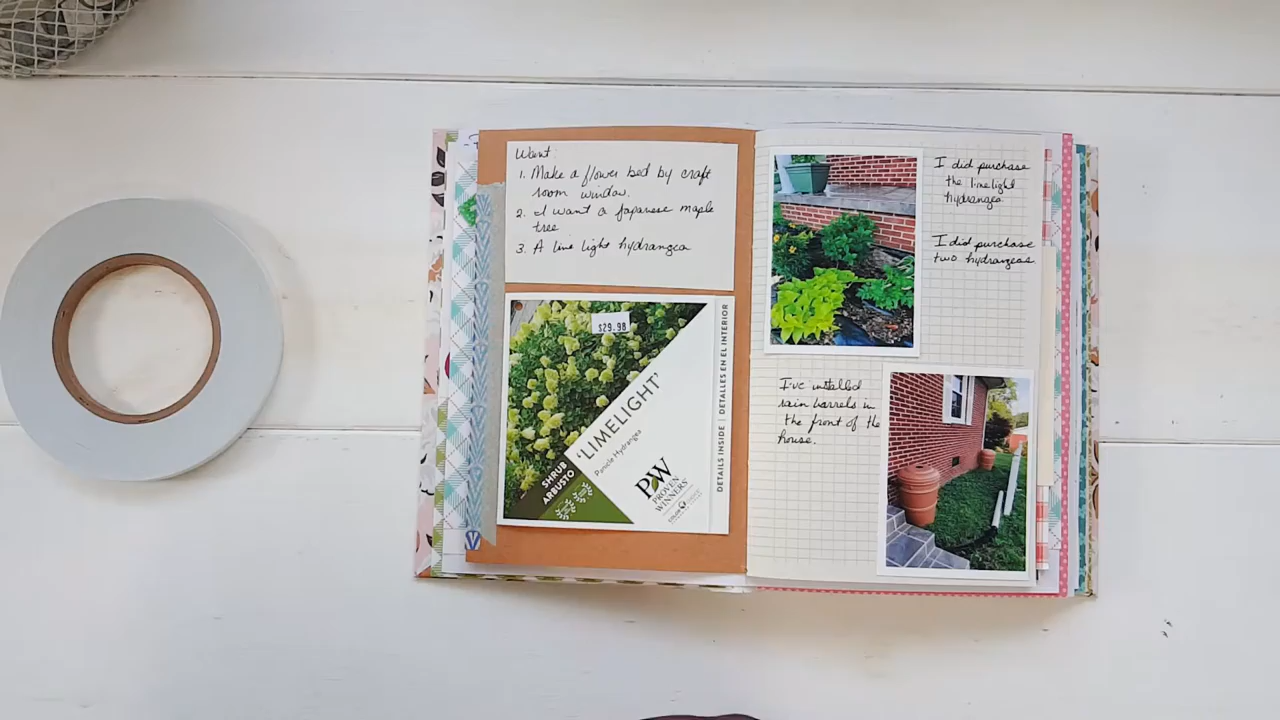 Want:
1. Make a flower bed by craft
room window.
2. I want a Japanese maple
tree
3. A lime light hydrangea
$29.98
'LIMELIGHT'
Panicle Hydrangea
SHRUB
ARBUSTO
PW
PROVEN
WINNERS
DETAILS INSIDE | DETALLES EN EL INTERIOR
I did purchase
the limelight
hydrangea.
I did purchase
two hydrangeas
I've installed
rain barrels in
the front of the
house.